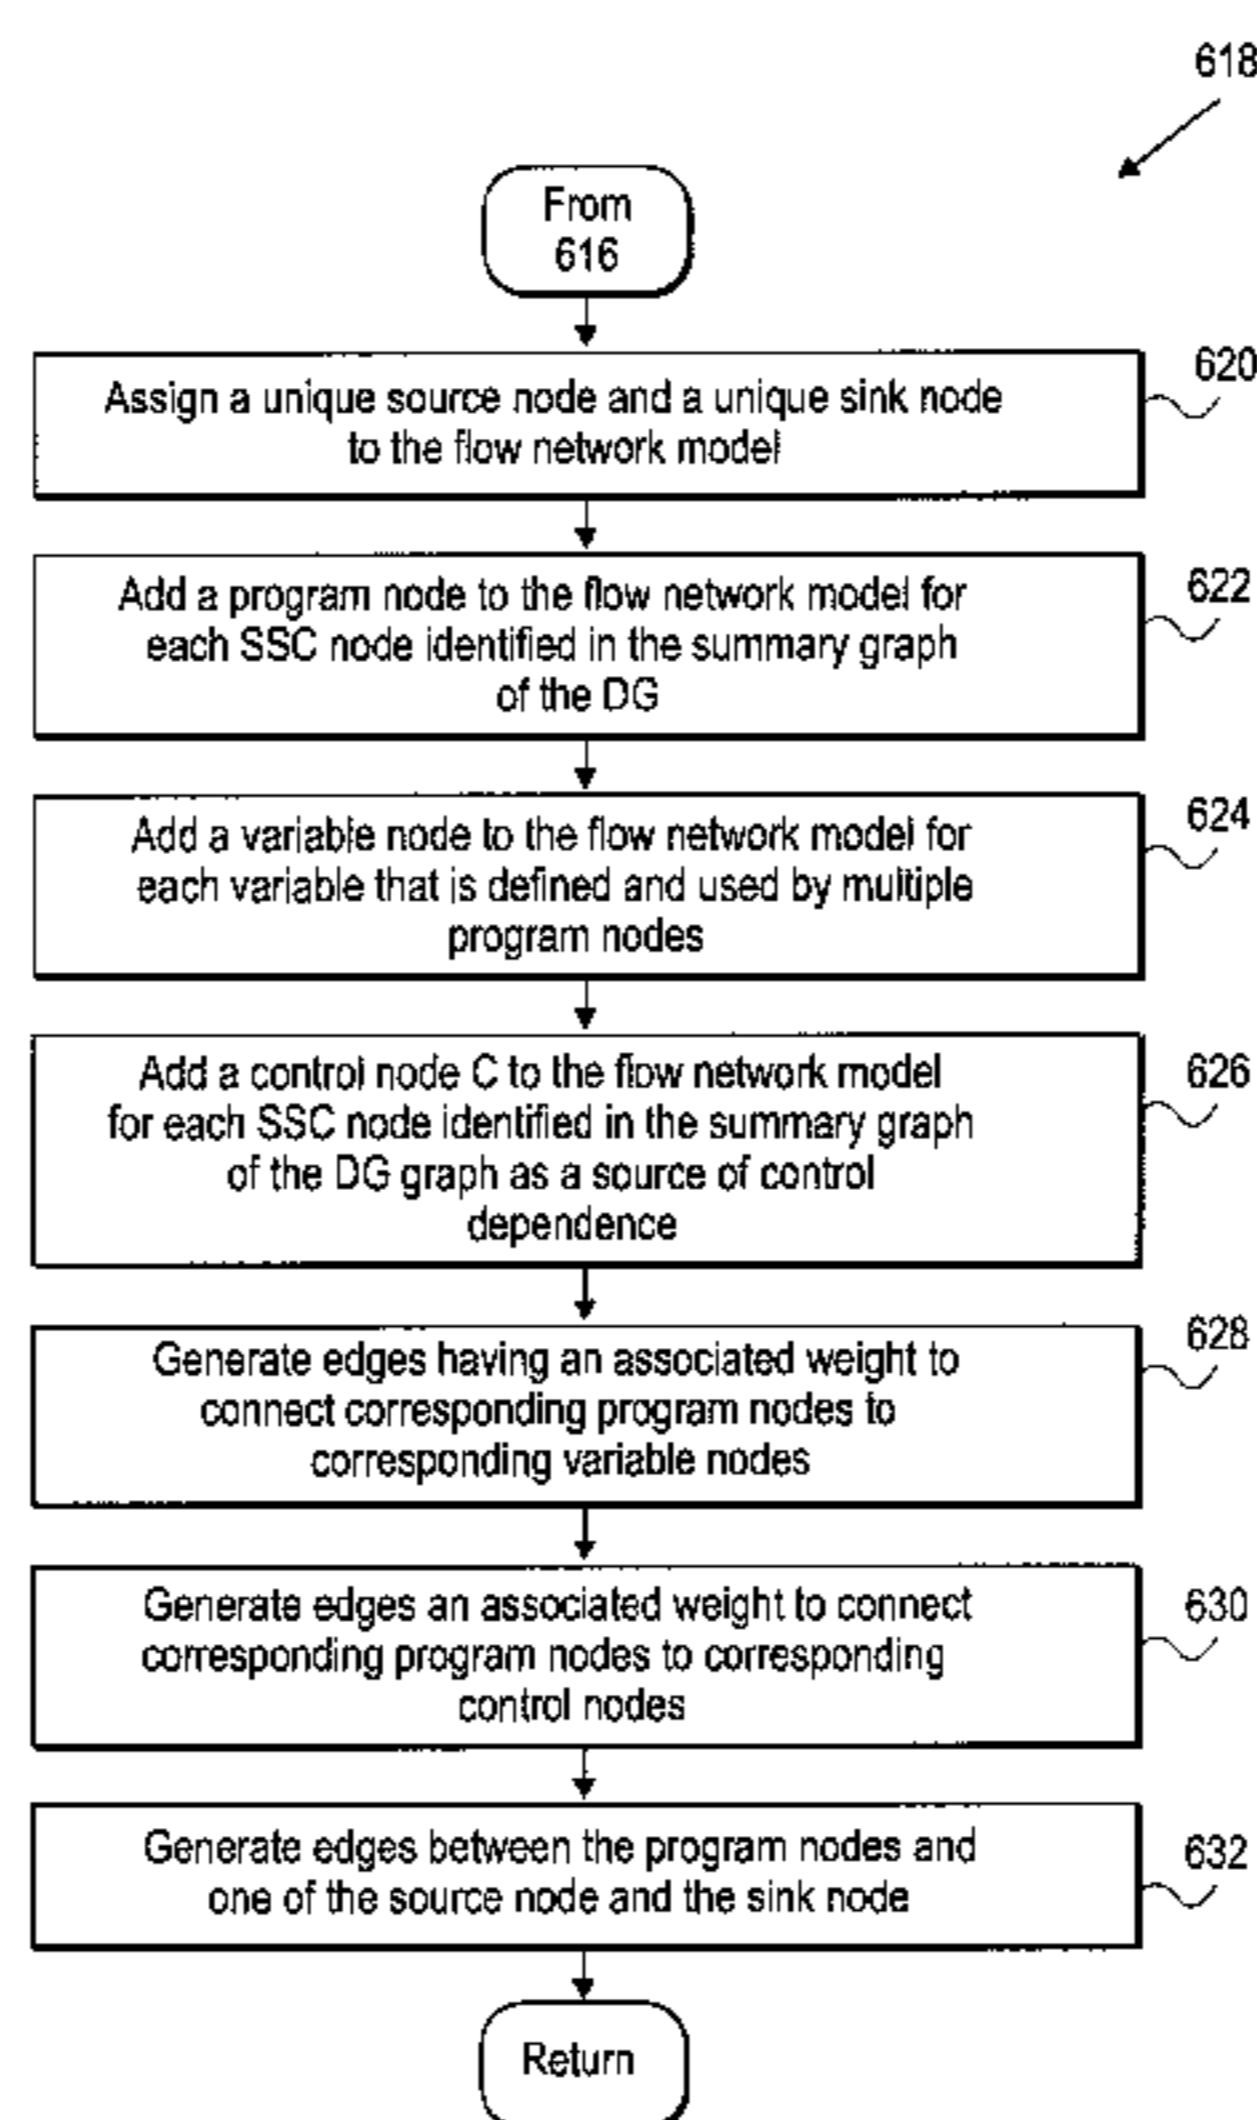 618
From
616
620
Assign a unique source node and a unique sink node
to the flow network model
622
Add a program node to the flow network model for
each SSC node identified in the summary graph
of the DG
624
Add a variable node to the flow network model for
each variable that is defined and used by multiple
program nodes
626
Add a control node C to the flow network model
for each SSC node identified in the summary graph
of the DG graph as a source of control
dependence
628
Generate edges having an associated weight to
connect corresponding program nodes to
corresponding variable nodes
630
Generate edges an associated weight to connect
corresponding program nodes to corresponding
control nodes
632
Generate edges between the program nodes and
one of the source node and the sink node
Return